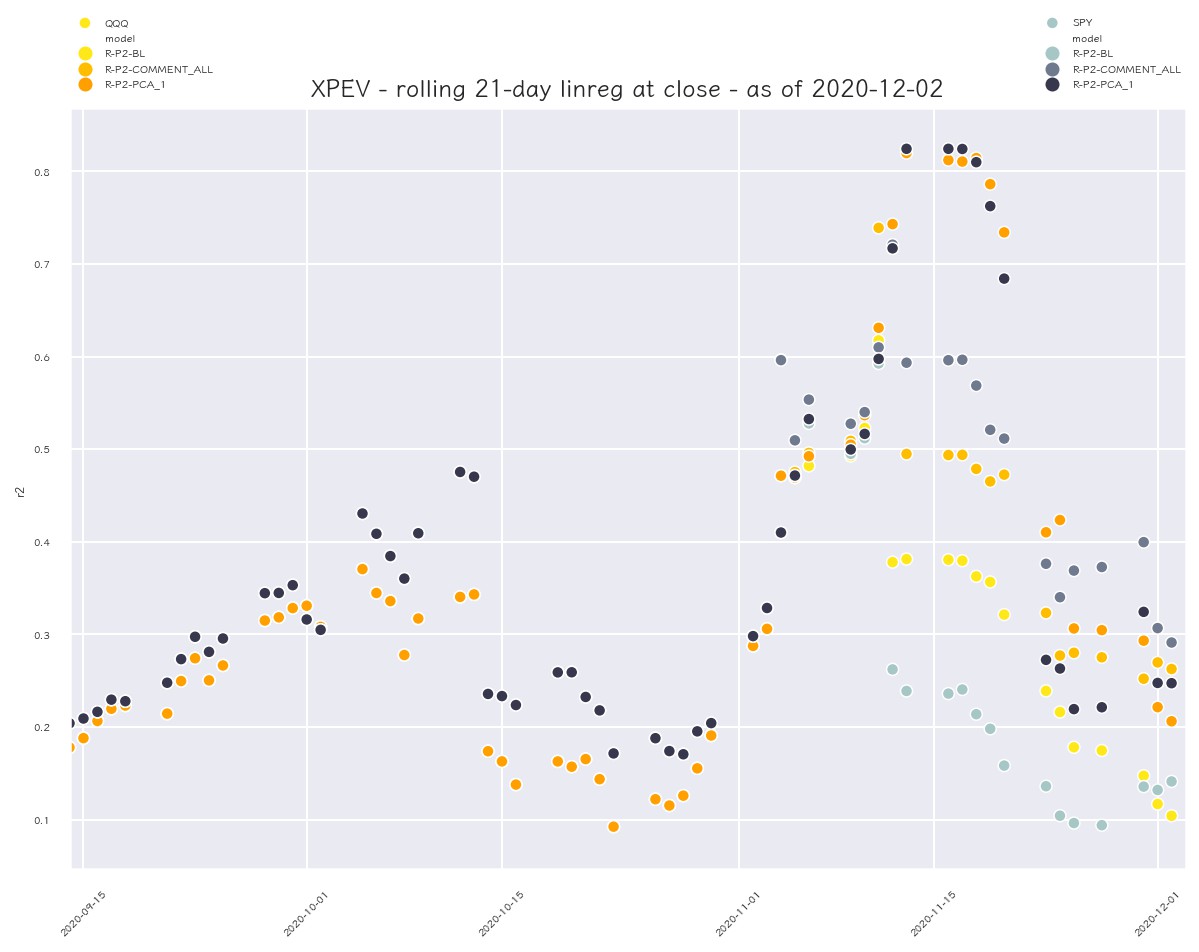 QQQ
model
R-P2-BL
R-P2-COMMENT_ALL
R-P2-PCA_1
SPY
model
R-P2-BL
R-P2-COMMENT_ALL
R-P2-PCA_1
XPEV - rolling 21-day linreg at close - as of 2020-12-02
0.8
0.7
0.6
0.5
0.4
0.3
0.2
0.1
r2
2020-09-15
2020-10-01
2020-10-15
2020-11-01
2020-11-15
2020-12-01